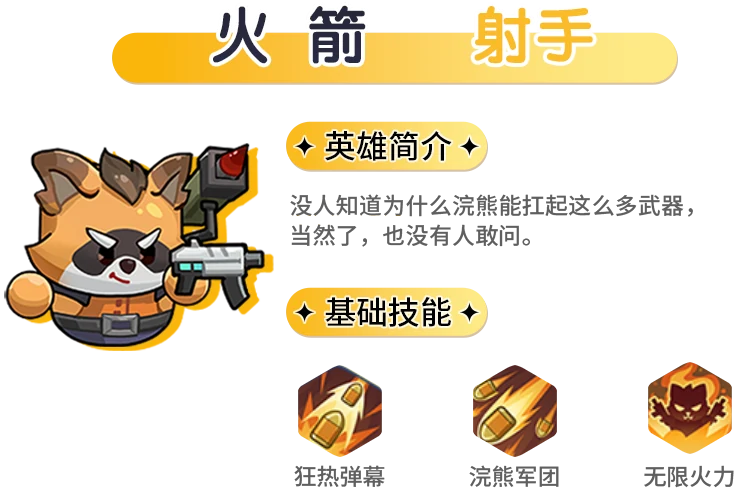 火箭 射手
英雄简介
没人知道为什么浣熊能扛起这么多武器，
当然了，也没有人敢问。
基础技能
狂热弹幕 浣熊军团 无限火力